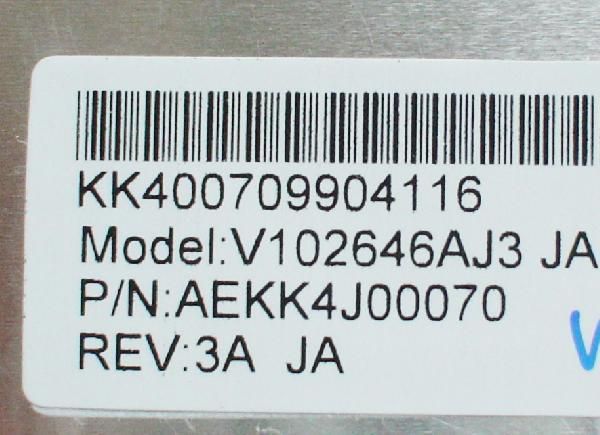 KK400709904116
Model:V102646AJ3 JA
P/N:AEKK4J00070
REV:3A JA